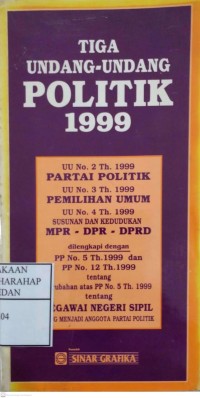 TIGA
UNDANG-UNDANG
POLITIK
1999
UU No. 2 Th. 1999
PARTAI POLITIK
UU No. 3 Th. 1999
PEMILIHAN UMUM
UU No. 4 Th. 1999
SUSUNAN DAN KEDUDUKAN
MPR - DPR - DPRD
dilengkapi dengan
PP No. 5 Th. 1999 dan
PP No. 12 Th. 1999
tentang
rubahan atas PP No. 5 Th. 1999
tentang
EGAWAI NEGERI SIPIL
G MENJADI ANGGOTA PARTAI POLITIK
AKAAN
HARAHAP
DAN
04
SINAR GRAFIKA